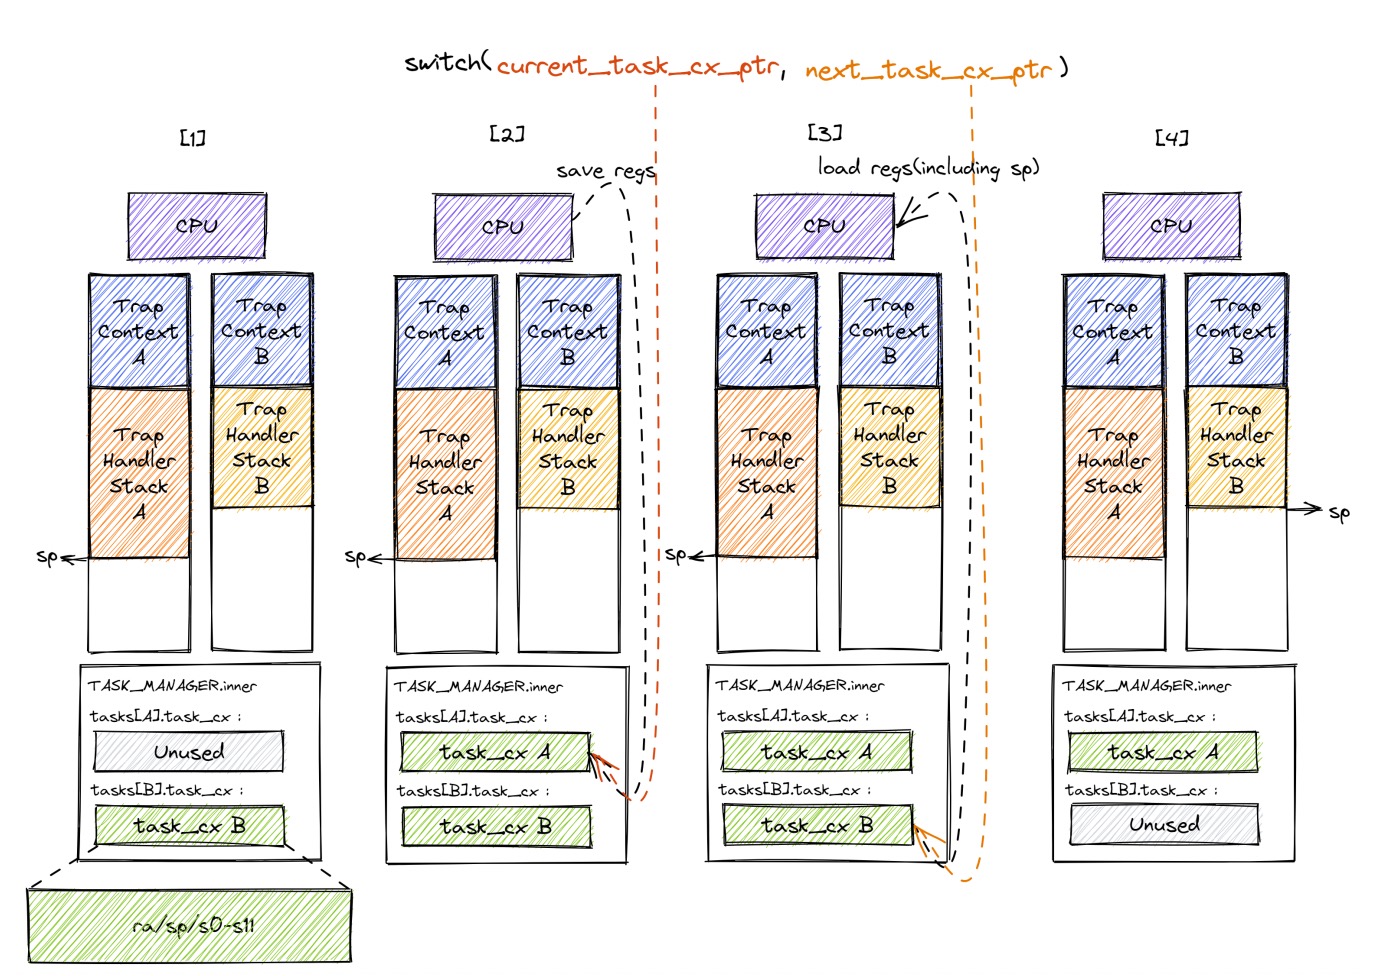 switch(current_task_cx_ptr, next_task_cx_ptr)
[1]
CPU
Trap
Context
A
Trap
Context
B
Trap
Handler
Stack
A
Trap
Handler
Stack
B
sp
TASK_MANAGER.inner
tasks[A].task_cx :
Unused
tasks[B].task_cx :
task_cx B
ra/sp/s0-s11
[2]
save regs
CPU
Trap
Context
A
Trap
Context
B
Trap
Handler
Stack
A
Trap
Handler
Stack
B
sp
TASK_MANAGER.inner
tasks[A].task_cx :
task_cx A
tasks[B].task_cx :
task_cx B
[3]
load regs(including sp)
CPU
Trap
Context
A
Trap
Context
B
Trap
Handler
Stack
A
Trap
Handler
Stack
B
sp
TASK_MANAGER.inner
tasks[A].task_cx :
task_cx A
tasks[B].task_cx :
task_cx B
[4]
CPU
Trap
Context
A
Trap
Context
B
Trap
Handler
Stack
A
Trap
Handler
Stack
B
sp
TASK_MANAGER.inner
tasks[A].task_cx :
task_cx A
tasks[B].task_cx :
Unused